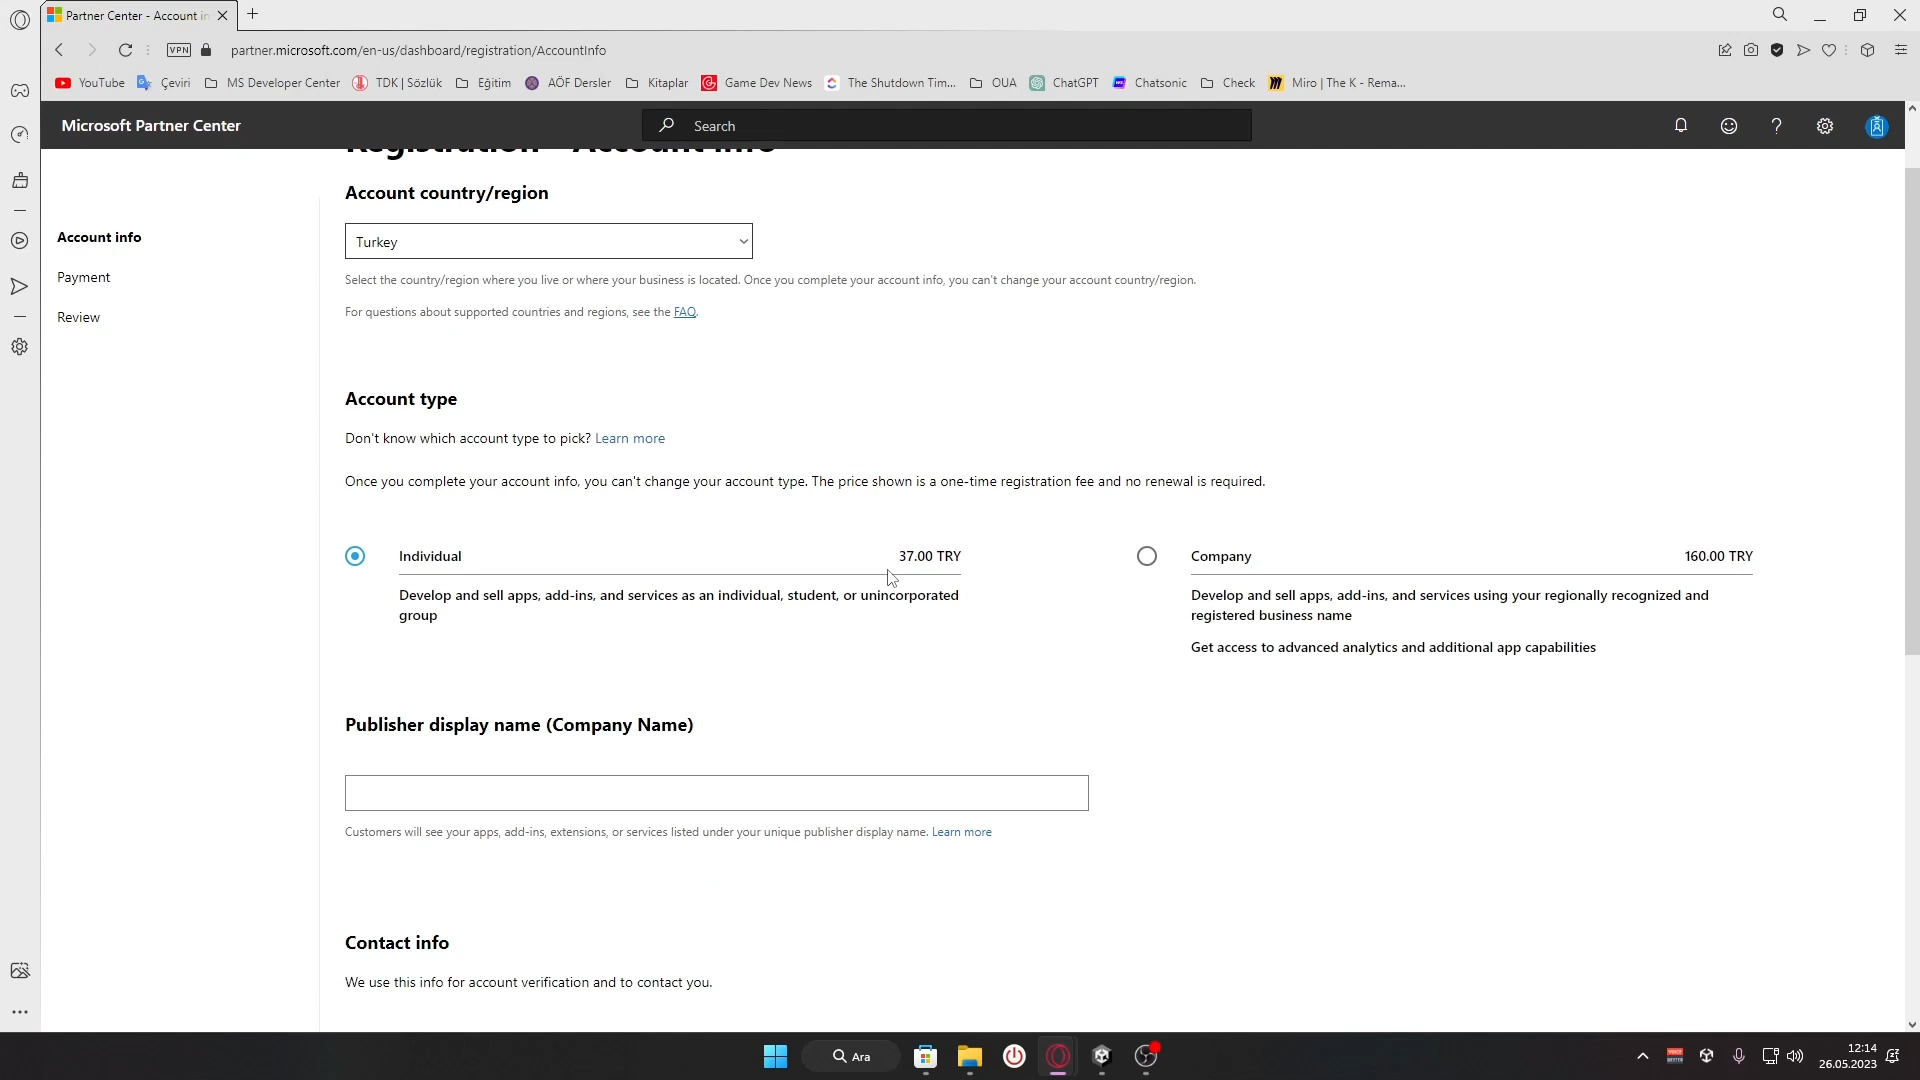 Partner Center - Account in
VPN
partner.microsoft.com/en-us/dashboard/registration/AccountInfo
YouTube
Çeviri
MS Developer Center
TDK | Sözlük
Eğitim
AÖF Dersler
Kitaplar
Game Dev News
The Shutdown Tim...
OUA
ChatGPT
Chatsonic
Check
Miro | The K - Rema...
Microsoft Partner Center
Search
Registration - Account info
Account info
Payment
Review
Account country/region
Turkey
Select the country/region where you live or where your business is located. Once you complete your account info, you can't change your account country/region.
For questions about supported countries and regions, see the FAQ.
Account type
Don't know which account type to pick? Learn more
Once you complete your account info, you can't change your account type. The price shown is a one-time registration fee and no renewal is required.
Individual 37.00 TRY
Develop and sell apps, add-ins, and services as an individual, student, or unincorporated
group
Company 160.00 TRY
Develop and sell apps, add-ins, and services using your regionally recognized and
registered business name
Get access to advanced analytics and additional app capabilities
Publisher display name (Company Name)
Customers will see your apps, add-ins, extensions, or services listed under your unique publisher display name. Learn more
Contact info
We use this info for account verification and to contact you.
Ara
12:14
26.05.2023